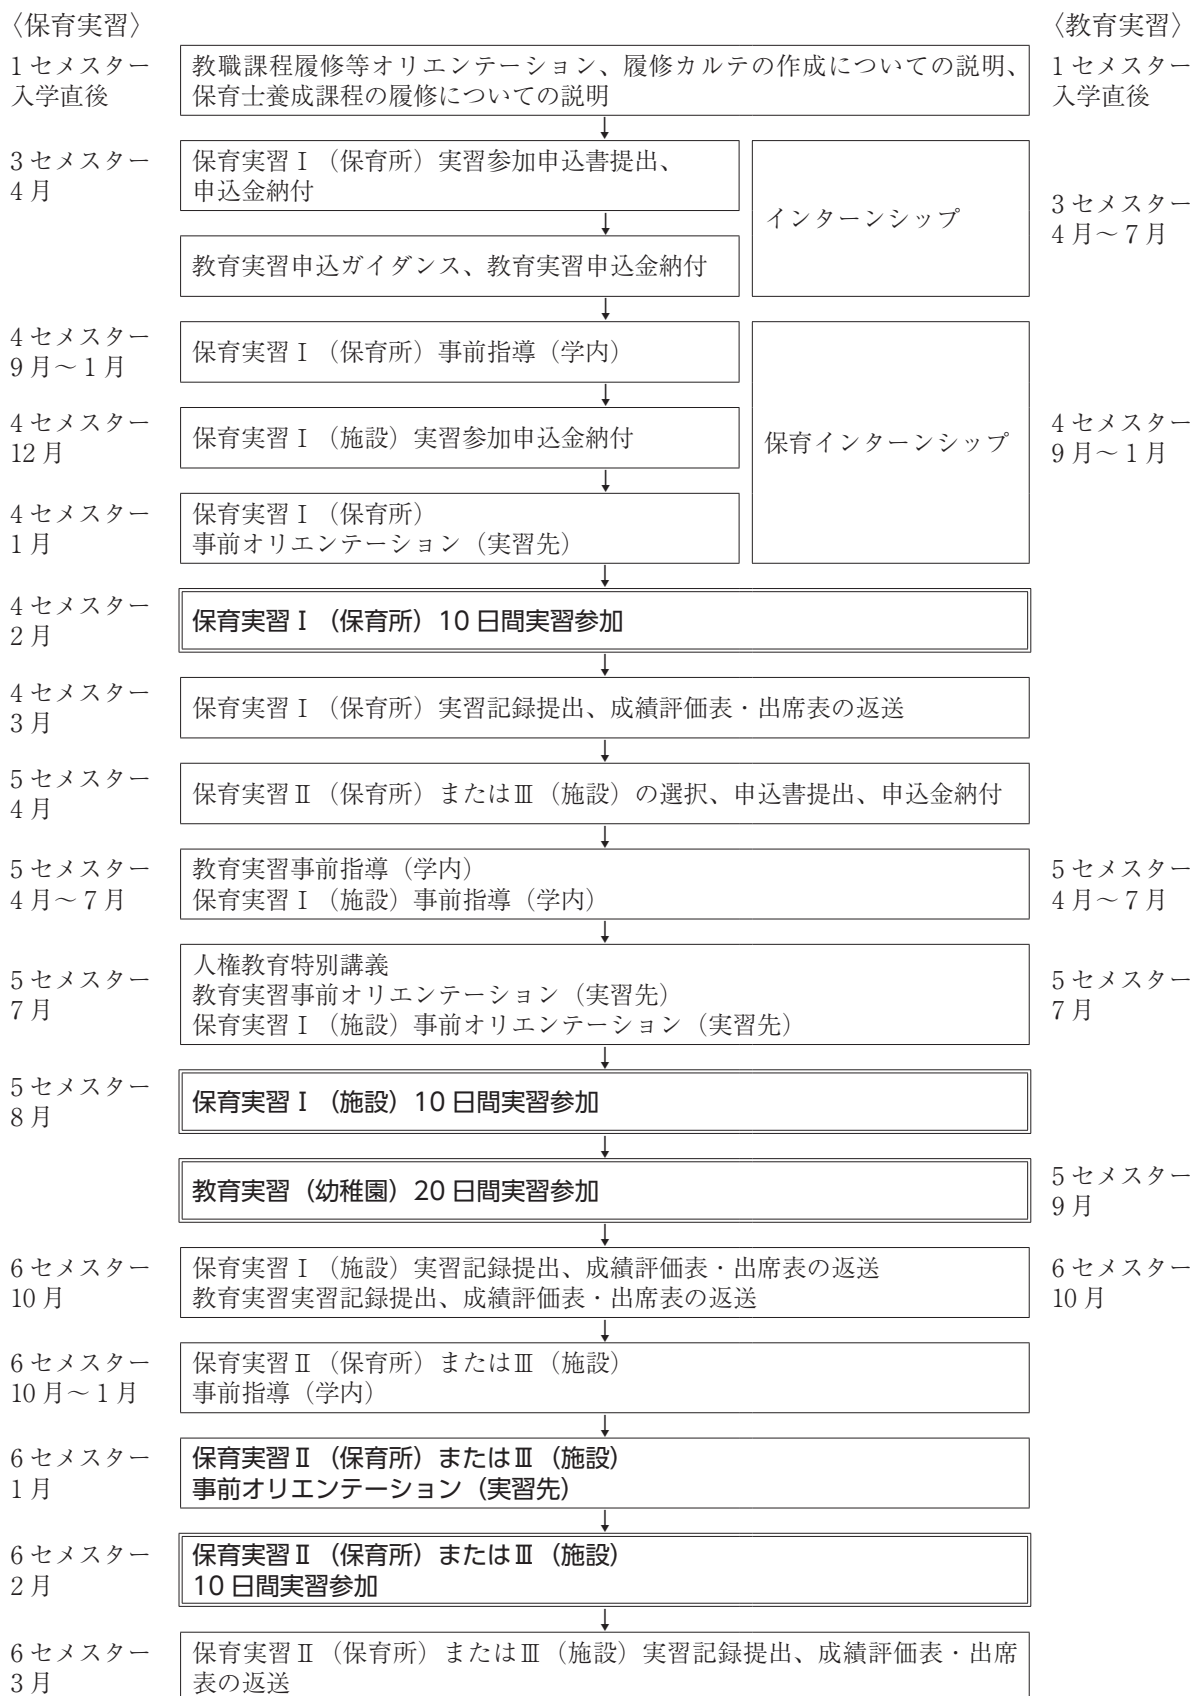 〈保育実習〉
〈教育実習〉
1セメスター
入学直後
教職課程履修等オリエンテーション、履修カルテの作成についての説明、
保育士養成課程の履修についての説明
1セメスター
入学直後
3セメスター
4月
保育実習Ⅰ（保育所）実習参加申込書提出、
申込金納付
教育実習申込ガイダンス、教育実習申込金納付
インターンシップ
3セメスター
4月～7月
4セメスター
9月～1月
保育実習Ⅰ（保育所）事前指導（学内）
4セメスター
12月
保育実習Ⅰ（施設）実習参加申込金納付
4セメスター
1月
保育実習Ⅰ（保育所）
事前オリエンテーション（実習先）
保育インターンシップ
4セメスター
9月～1月
4セメスター
2月
保育実習Ⅰ（保育所）10日間実習参加
4セメスター
3月
保育実習Ⅰ（保育所）実習記録提出、成績評価表・出席表の返送
5セメスター
4月
保育実習Ⅱ（保育所）またはⅢ（施設）の選択、申込書提出、申込金納付
5セメスター
4月～7月
教育実習事前指導（学内）
保育実習Ⅰ（施設）事前指導（学内）
5セメスター
4月～7月
5セメスター
7月
人権教育特別講義
教育実習事前オリエンテーション（実習先）
保育実習Ⅰ（施設）事前オリエンテーション（実習先）
5セメスター
7月
5セメスター
8月
保育実習Ⅰ（施設）10日間実習参加
教育実習（幼稚園）20日間実習参加
5セメスター
9月
6セメスター
10月
保育実習Ⅰ（施設）実習記録提出、成績評価表・出席表の返送
教育実習実習記録提出、成績評価表・出席表の返送
6セメスター
10月
6セメスター
10月～1月
保育実習Ⅱ（保育所）またはⅢ（施設）
事前指導（学内）
6セメスター
1月
保育実習Ⅱ（保育所）またはⅢ（施設）
事前オリエンテーション（実習先）
6セメスター
2月
保育実習Ⅱ（保育所）またはⅢ（施設）
10日間実習参加
6セメスター
3月
保育実習Ⅱ（保育所）またはⅢ（施設）実習記録提出、成績評価表・出席
表の返送